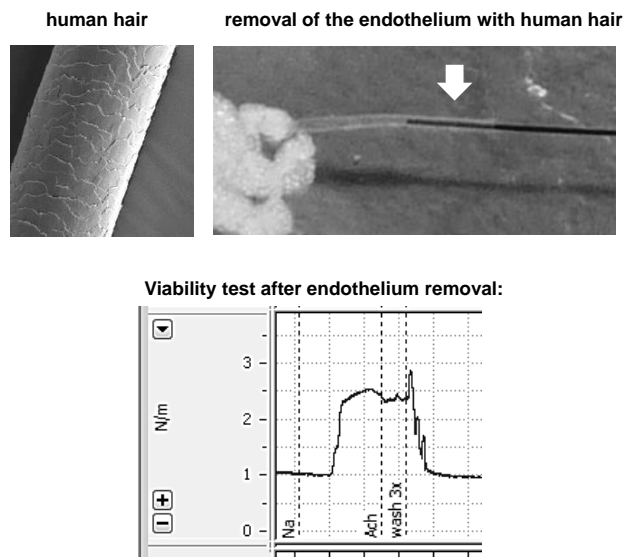 human hair
removal of the endothelium with human hair
Viability test after endothelium removal:
3
N/m
2
1
0
Na
Ach
wash 3x